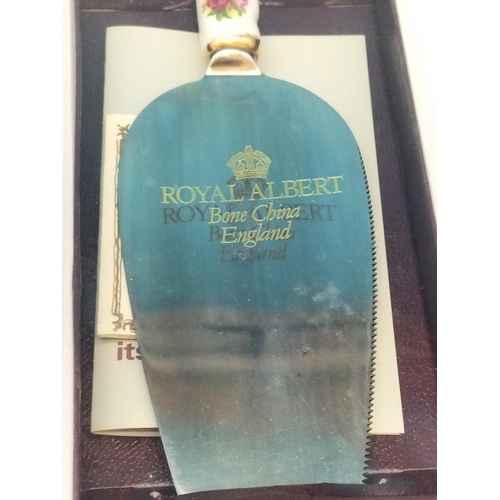 ROYAL ALBERT
Bone China
England
its